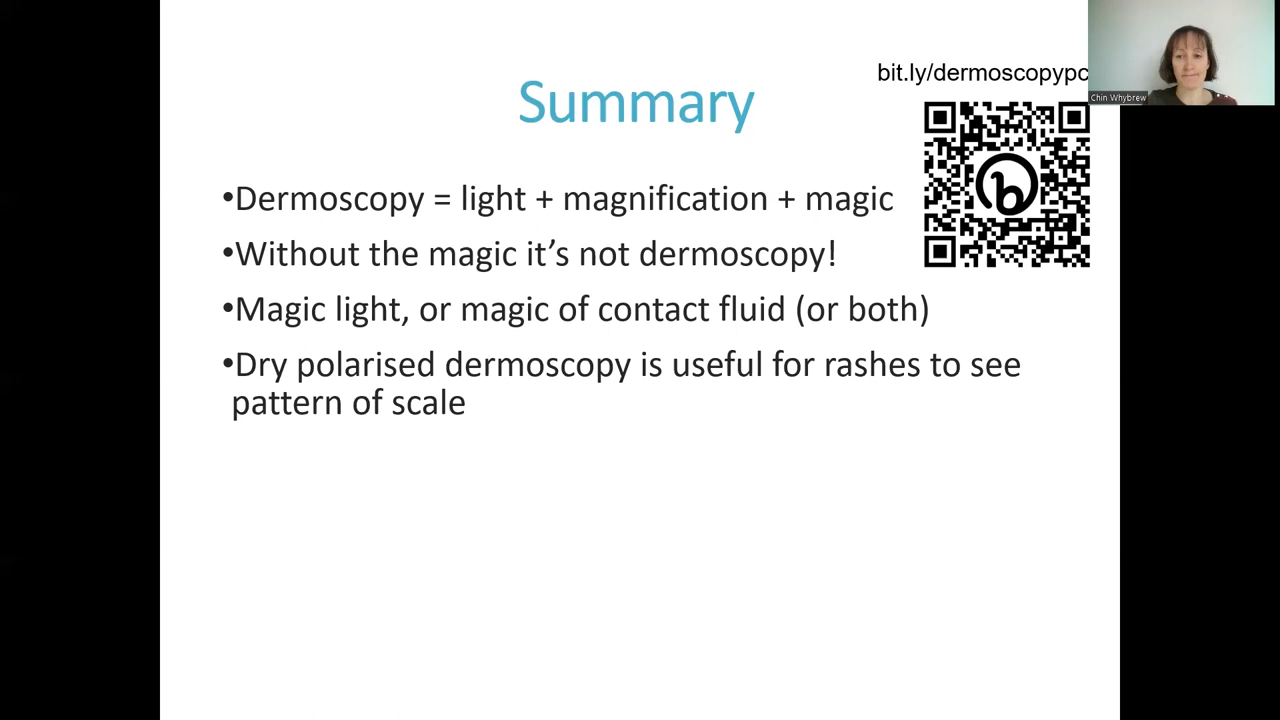 bit.ly/dermoscopypc
Chin Whybrew
Summary
•Dermoscopy = light + magnification + magic
•Without the magic it’s not dermoscopy!
•Magic light, or magic of contact fluid (or both)
•Dry polarised dermoscopy is useful for rashes to see
pattern of scale